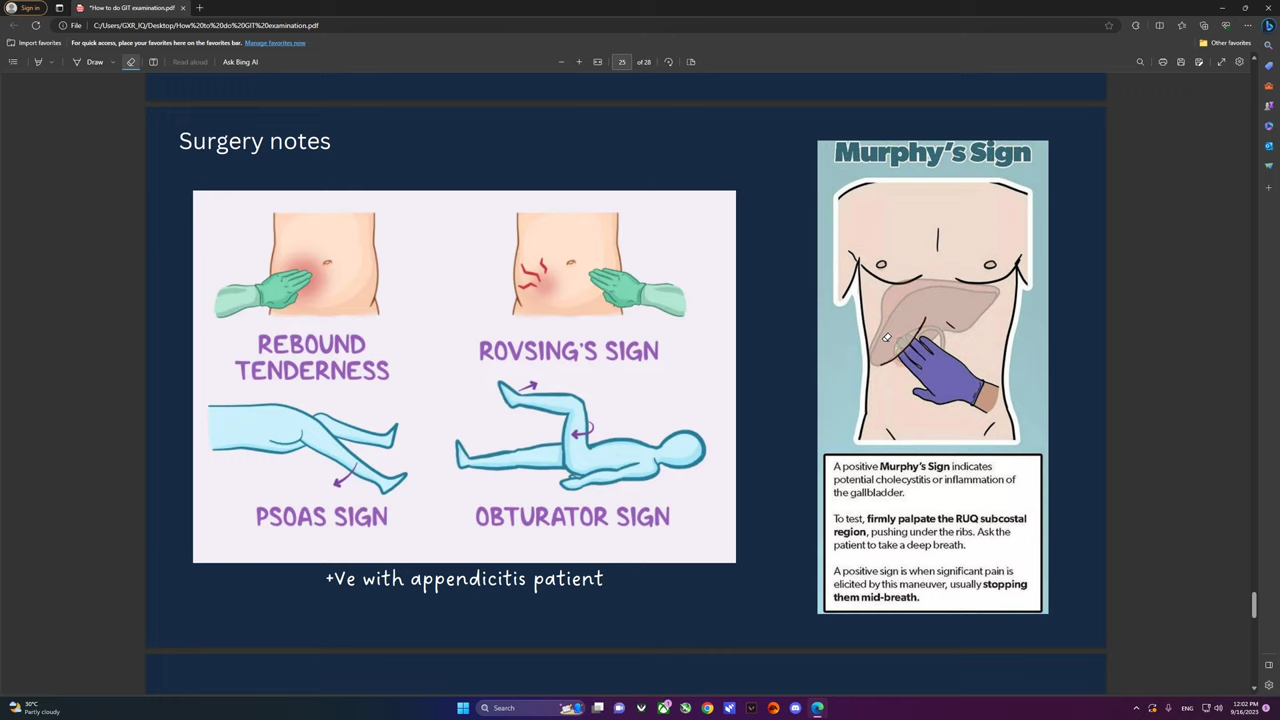 Sign in
*How to do GIT examination.pdf
File
C:/Users/GXR_IQ/Desktop/How%20to%20do%20GIT%20examination.pdf
Import favorites
For quick access, place your favorites here on the favorites bar. Manage favorites now
Other favorites
Draw
Read aloud
Ask Bing AI
25 of 28
Surgery notes
REBOUND
TENDERNESS
ROVSING'S SIGN
PSOAS SIGN
OBTURATOR SIGN
+Ve with appendicitis patient
Murphy's Sign
A positive Murphy's Sign indicates
potential cholecystitis or inflammation of
the gallbladder.
To test, firmly palpate the RUQ subcostal
region, pushing under the ribs. Ask the
patient to take a deep breath.
A positive sign is when significant pain is
elicited by this maneuver, usually stopping
them mid-breath.
30°C
Partly cloudy
Search
ENG
12:02 PM
9/16/2023